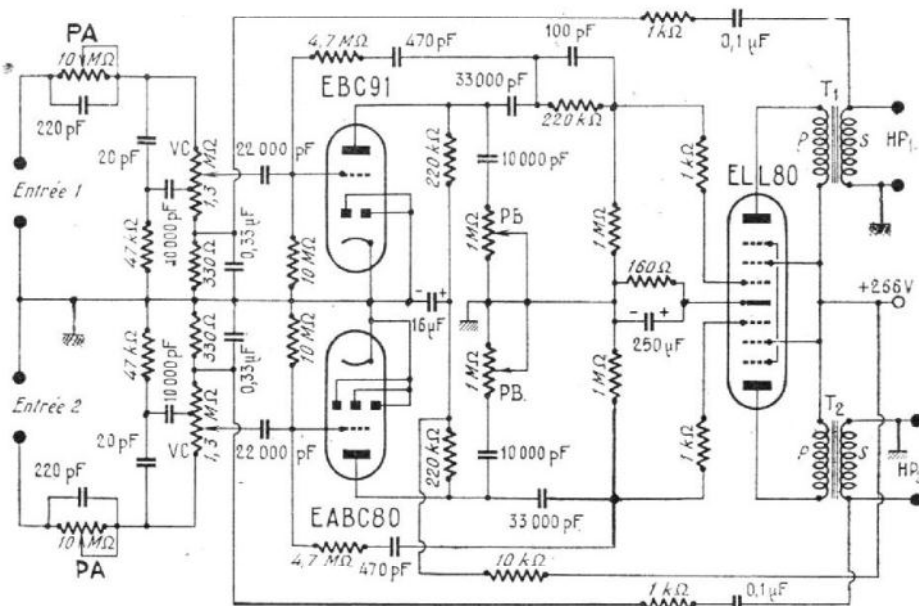 PA
10 MΩ
220 pF
20 pF
Entrée 1
VC
1,3 MΩ
22 000 pF
47 kΩ
10 000 pF
330 Ω
0,33 µF
10 MΩ
4,7 MΩ
470 pF
EBC91
100 pF
33 000 pF
220 kΩ
220 kΩ
10 000 pF
1 MΩ
PB
1 MΩ
1 kΩ
0,1 µF
1 kΩ
ELL80
T1
P
S
HP1
160 Ω
- +
250 µF
+266V
- +
16 µF
Entrée 2
47 kΩ
10 000 pF
330 Ω
0,33 µF
10 MΩ
VC
1,3 MΩ
22 000 pF
20 pF
220 pF
10 MΩ
PA
EABC80
4,7 MΩ
470 pF
220 kΩ
1 MΩ
PB.
10 000 pF
33 000 pF
1 MΩ
1 kΩ
10 kΩ
1 kΩ
0,1 µF
T2
P
S